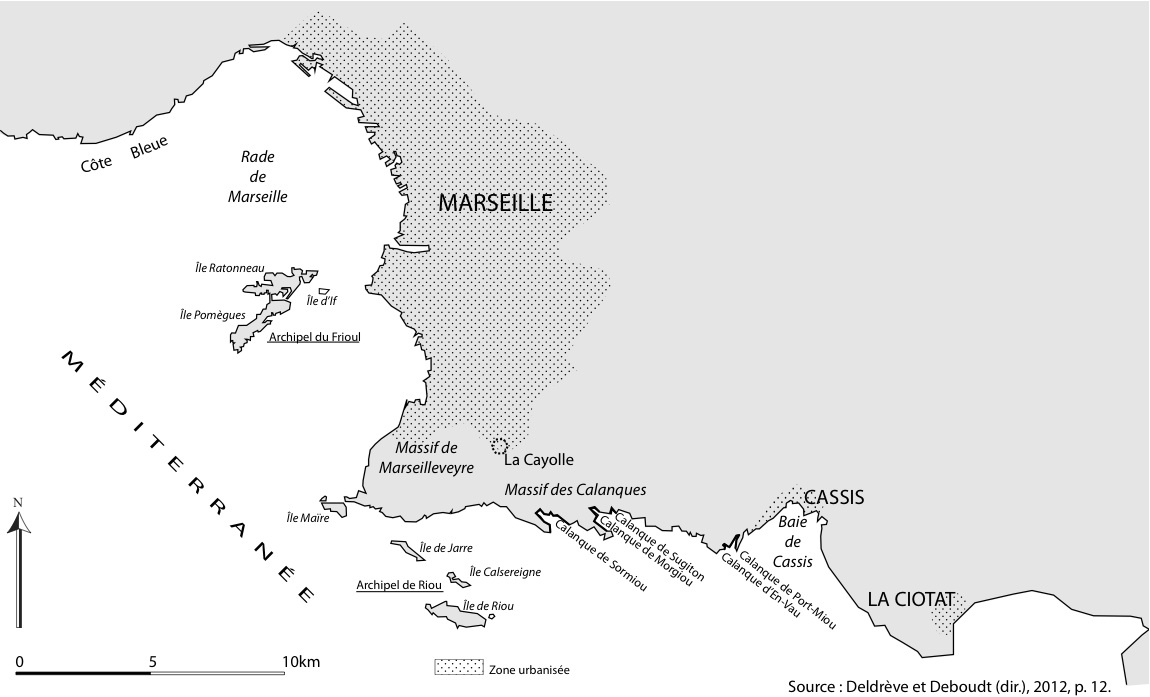 Côte Bleue
Rade
de
Marseille
MARSEILLE
Île Ratonneau
Île d'If
Île Pomègues
Archipel du Frioul
MÉDITERRANÉE
Massif de
Marseilleveyre
La Cayolle
Massif des Calanques
CASSIS
Baie
de
Cassis
Île Maïre
Calanque de Sugiton
Calanque de Morgiou
Calanque de Sormiou
Calanque de Port-Miou
Calanque d'En-Vau
Île de Jarre
Île Calsereigne
Archipel de Riou
Île de Riou
LA CIOTAT
N
0 5 10km
Zone urbanisée
Source : Deldrève et Deboudt (dir.), 2012, p. 12.